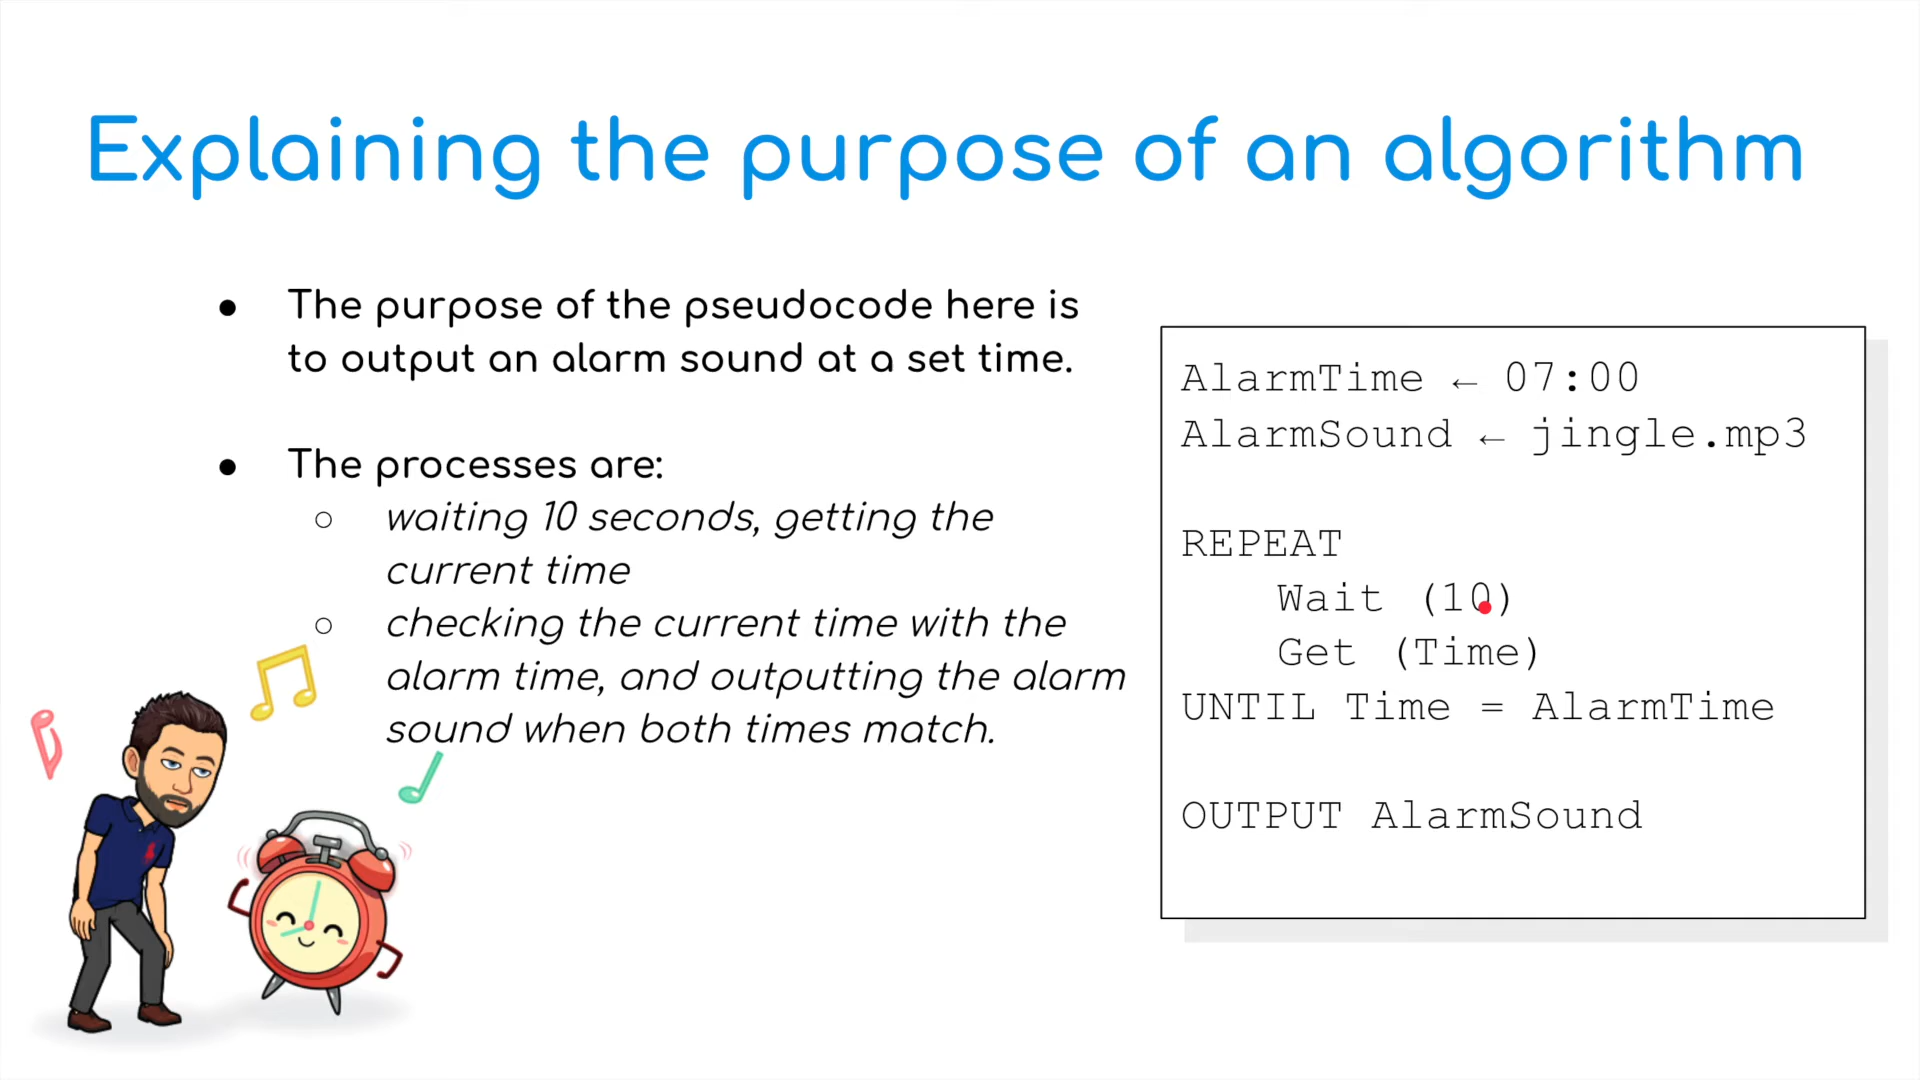 Explaining the purpose of an algorithm
● The purpose of the pseudocode here is
to output an alarm sound at a set time.
● The processes are:
○ waiting 10 seconds, getting the
current time
○ checking the current time with the
alarm time, and outputting the alarm
sound when both times match.
AlarmTime ← 07:00
AlarmSound ← jingle.mp3
REPEAT
Wait (10)
Get (Time)
UNTIL Time = AlarmTime
OUTPUT AlarmSound